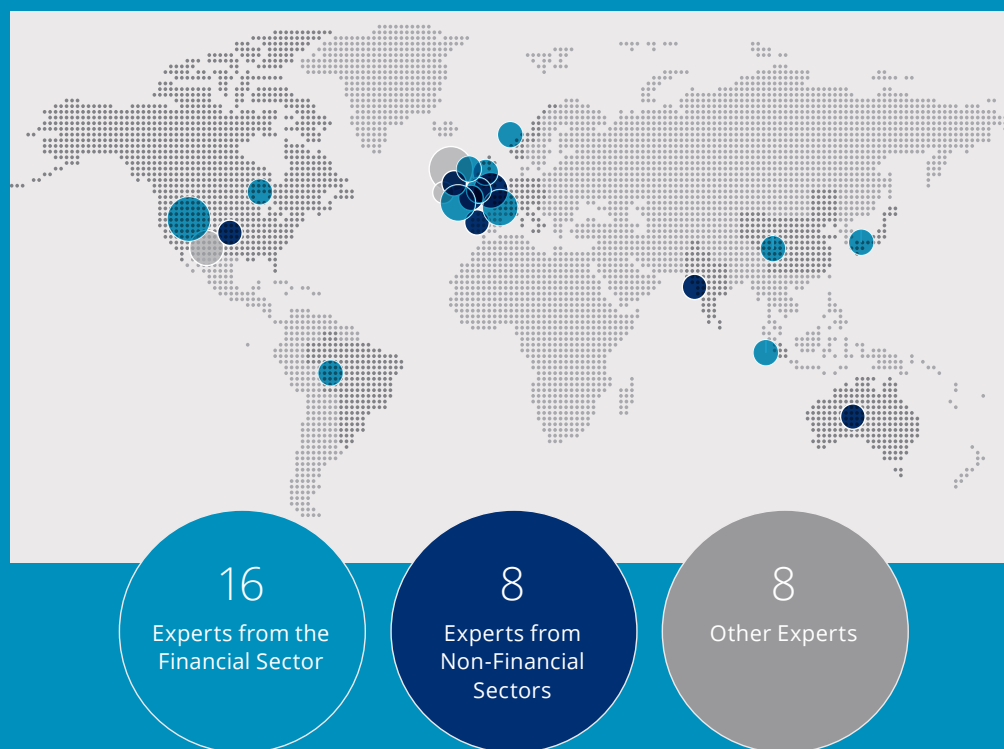 16
Experts from the
Financial Sector
8
Experts from
Non-Financial
Sectors
8
Other Experts